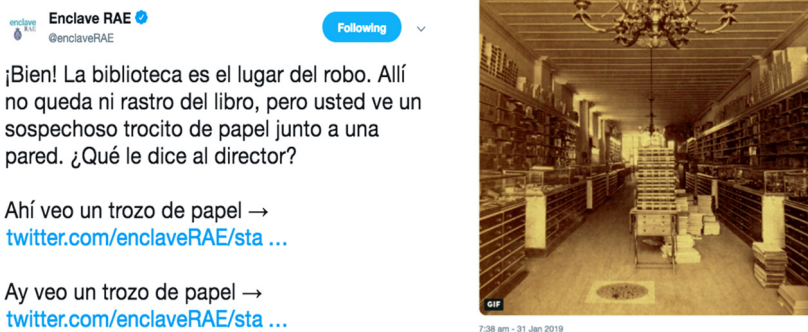 enclave
RAE
Enclave RAE
@enclaveRAE
Following
¡Bien! La biblioteca es el lugar del robo. Allí
no queda ni rastro del libro, pero usted ve un
sospechoso trocito de papel junto a una
pared. ¿Qué le dice al director?
Ahí veo un trozo de papel →
twitter.com/enclaveRAE/sta ...
Ay veo un trozo de papel →
twitter.com/enclaveRAE/sta ...
GIF
7:38 am - 31 Jan 2019